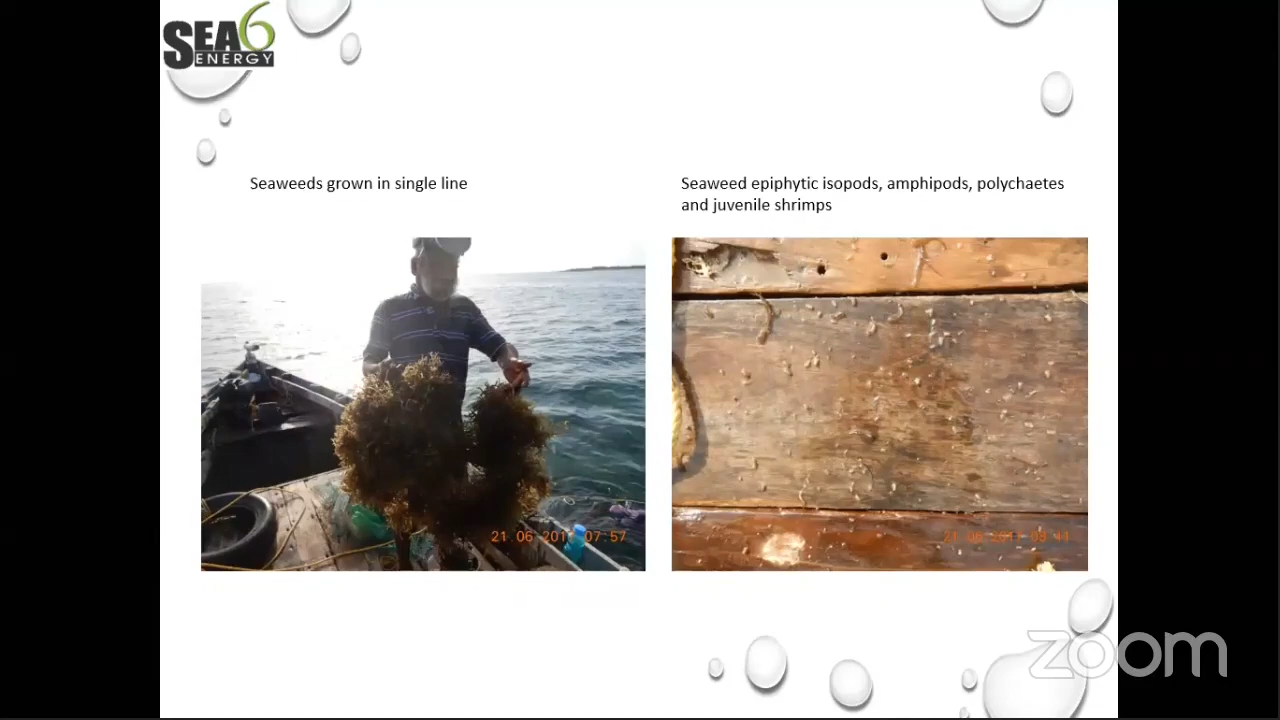 SEA6
ENERGY
Seaweeds grown in single line
Seaweed epiphytic isopods, amphipods, polychaetes
and juvenile shrimps
21 06 2017 07:57
zoom